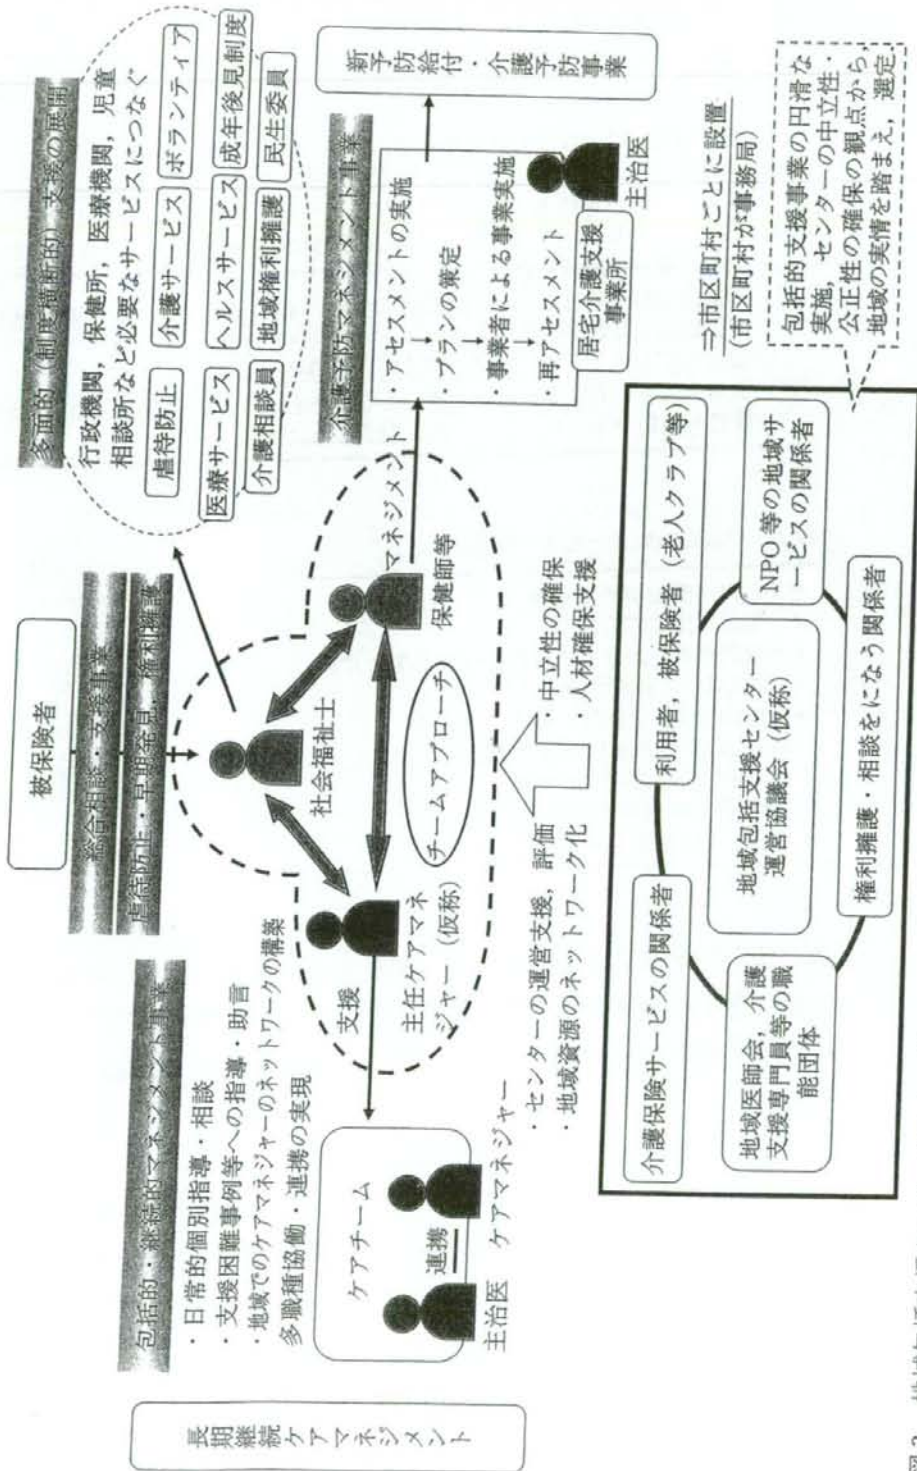 被保険者
総合相談・支援事業
虐待防止・早期発見，権利擁護
多面的（制度横断的）支援の展開
行政機関，保健所，医療機関，児童
相談所など必要なサービスにつなぐ
虐待防止
介護サービス
ボランティア
医療サービス
ヘルスサービス
成年後見制度
介護相談員
地域権利擁護
民生委員
包括的・継続的マネジメント事業
・日常的個別指導・相談
・支援困難事例等への指導・助言
・地域でのケアマネジャーのネットワークの構築
多職種協働・連携の実現
長期継続ケアマネジメント
ケアチーム
連携
主治医
ケアマネジャー
支援
主任ケアマネ
ジャー（仮称）
社会福祉士
チームアプローチ
マネジメント
保健師等
介護予防マネジメント事業
・アセスメントの実施
・プランの策定
・事業者による事業実施
・再アセスメント
居宅介護支援
事業所
主治医
新予防給付・介護予防事業
・センターの運営支援，評価
・地域資源のネットワーク化
・中立性の確保
・人材確保支援
介護保険サービスの関係者
利用者，被保険者（老人クラブ等）
地域医師会，介護
支援専門員等の職
能団体
地域包括支援センター
運営協議会（仮称）
NPO等の地域サ
ービスの関係者
権利擁護・相談をになう関係者
⇒市区町村ごとに設置
（市区町村が事務局）
包括的支援事業の円滑な
実施，センターの中立性・
公正性の確保の観点から，
地域の実情を踏まえ，選定